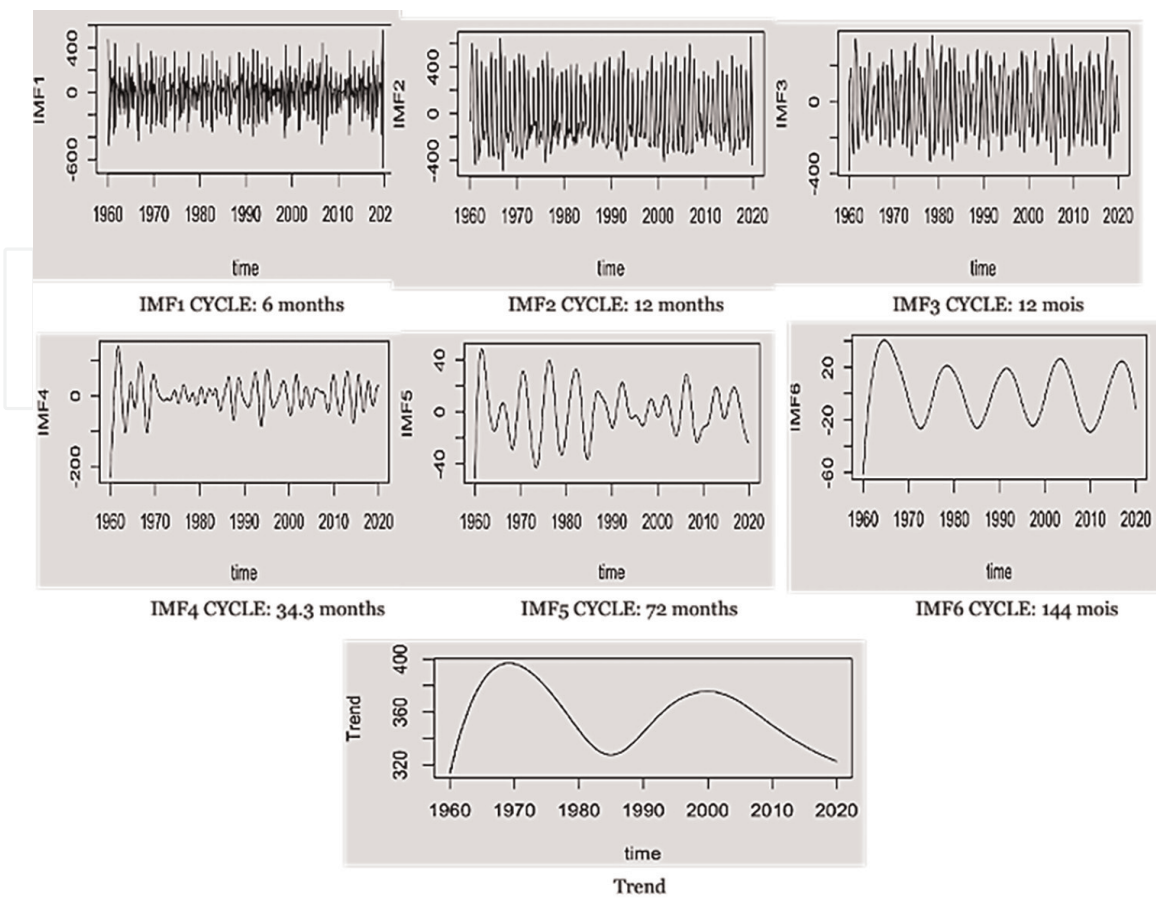 IMF1
400
0
-600
1960 1970 1980 1990 2000 202
time
IMF1 CYCLE: 6 months
IMF2
400
0
-400
1960 1970 1980 1990 2000 2020
time
IMF2 CYCLE: 12 months
IMF3
0
-400
1960 1970 1980 1990 2000 2020
time
IMF3 CYCLE: 12 mois
IMF4
0
-200
1960 1970 1980 1990 2000 2010 2020
time
IMF4 CYCLE: 34.3 months
IMF5
40
0
-40
1960 1970 1980 1990 2000 2010 2020
time
IMF5 CYCLE: 72 months
IMF6
20
-20
-60
1960 1970 1980 1990 2000 2010 2020
time
IMF6 CYCLE: 144 mois
Trend
400
360
320
1960 1970 1980 1990 2000 2010 2020
time
Trend